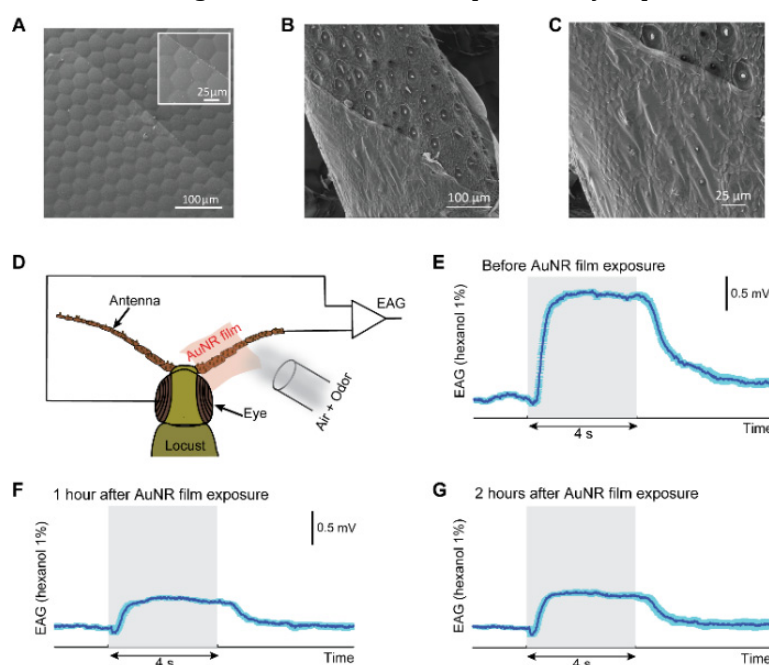 A
25 µm
100 µm
B
100 µm
C
25 µm
D
Antenna
AuNR film
EAG
Eye
Air + Odor
Locust
E
Before AuNR film exposure
0.5 mV
EAG (hexanol 1%)
4 s
Time
F
1 hour after AuNR film exposure
0.5 mV
EAG (hexanol 1%)
4 s
Time
G
2 hours after AuNR film exposure
EAG (hexanol 1%)
4 s
Time